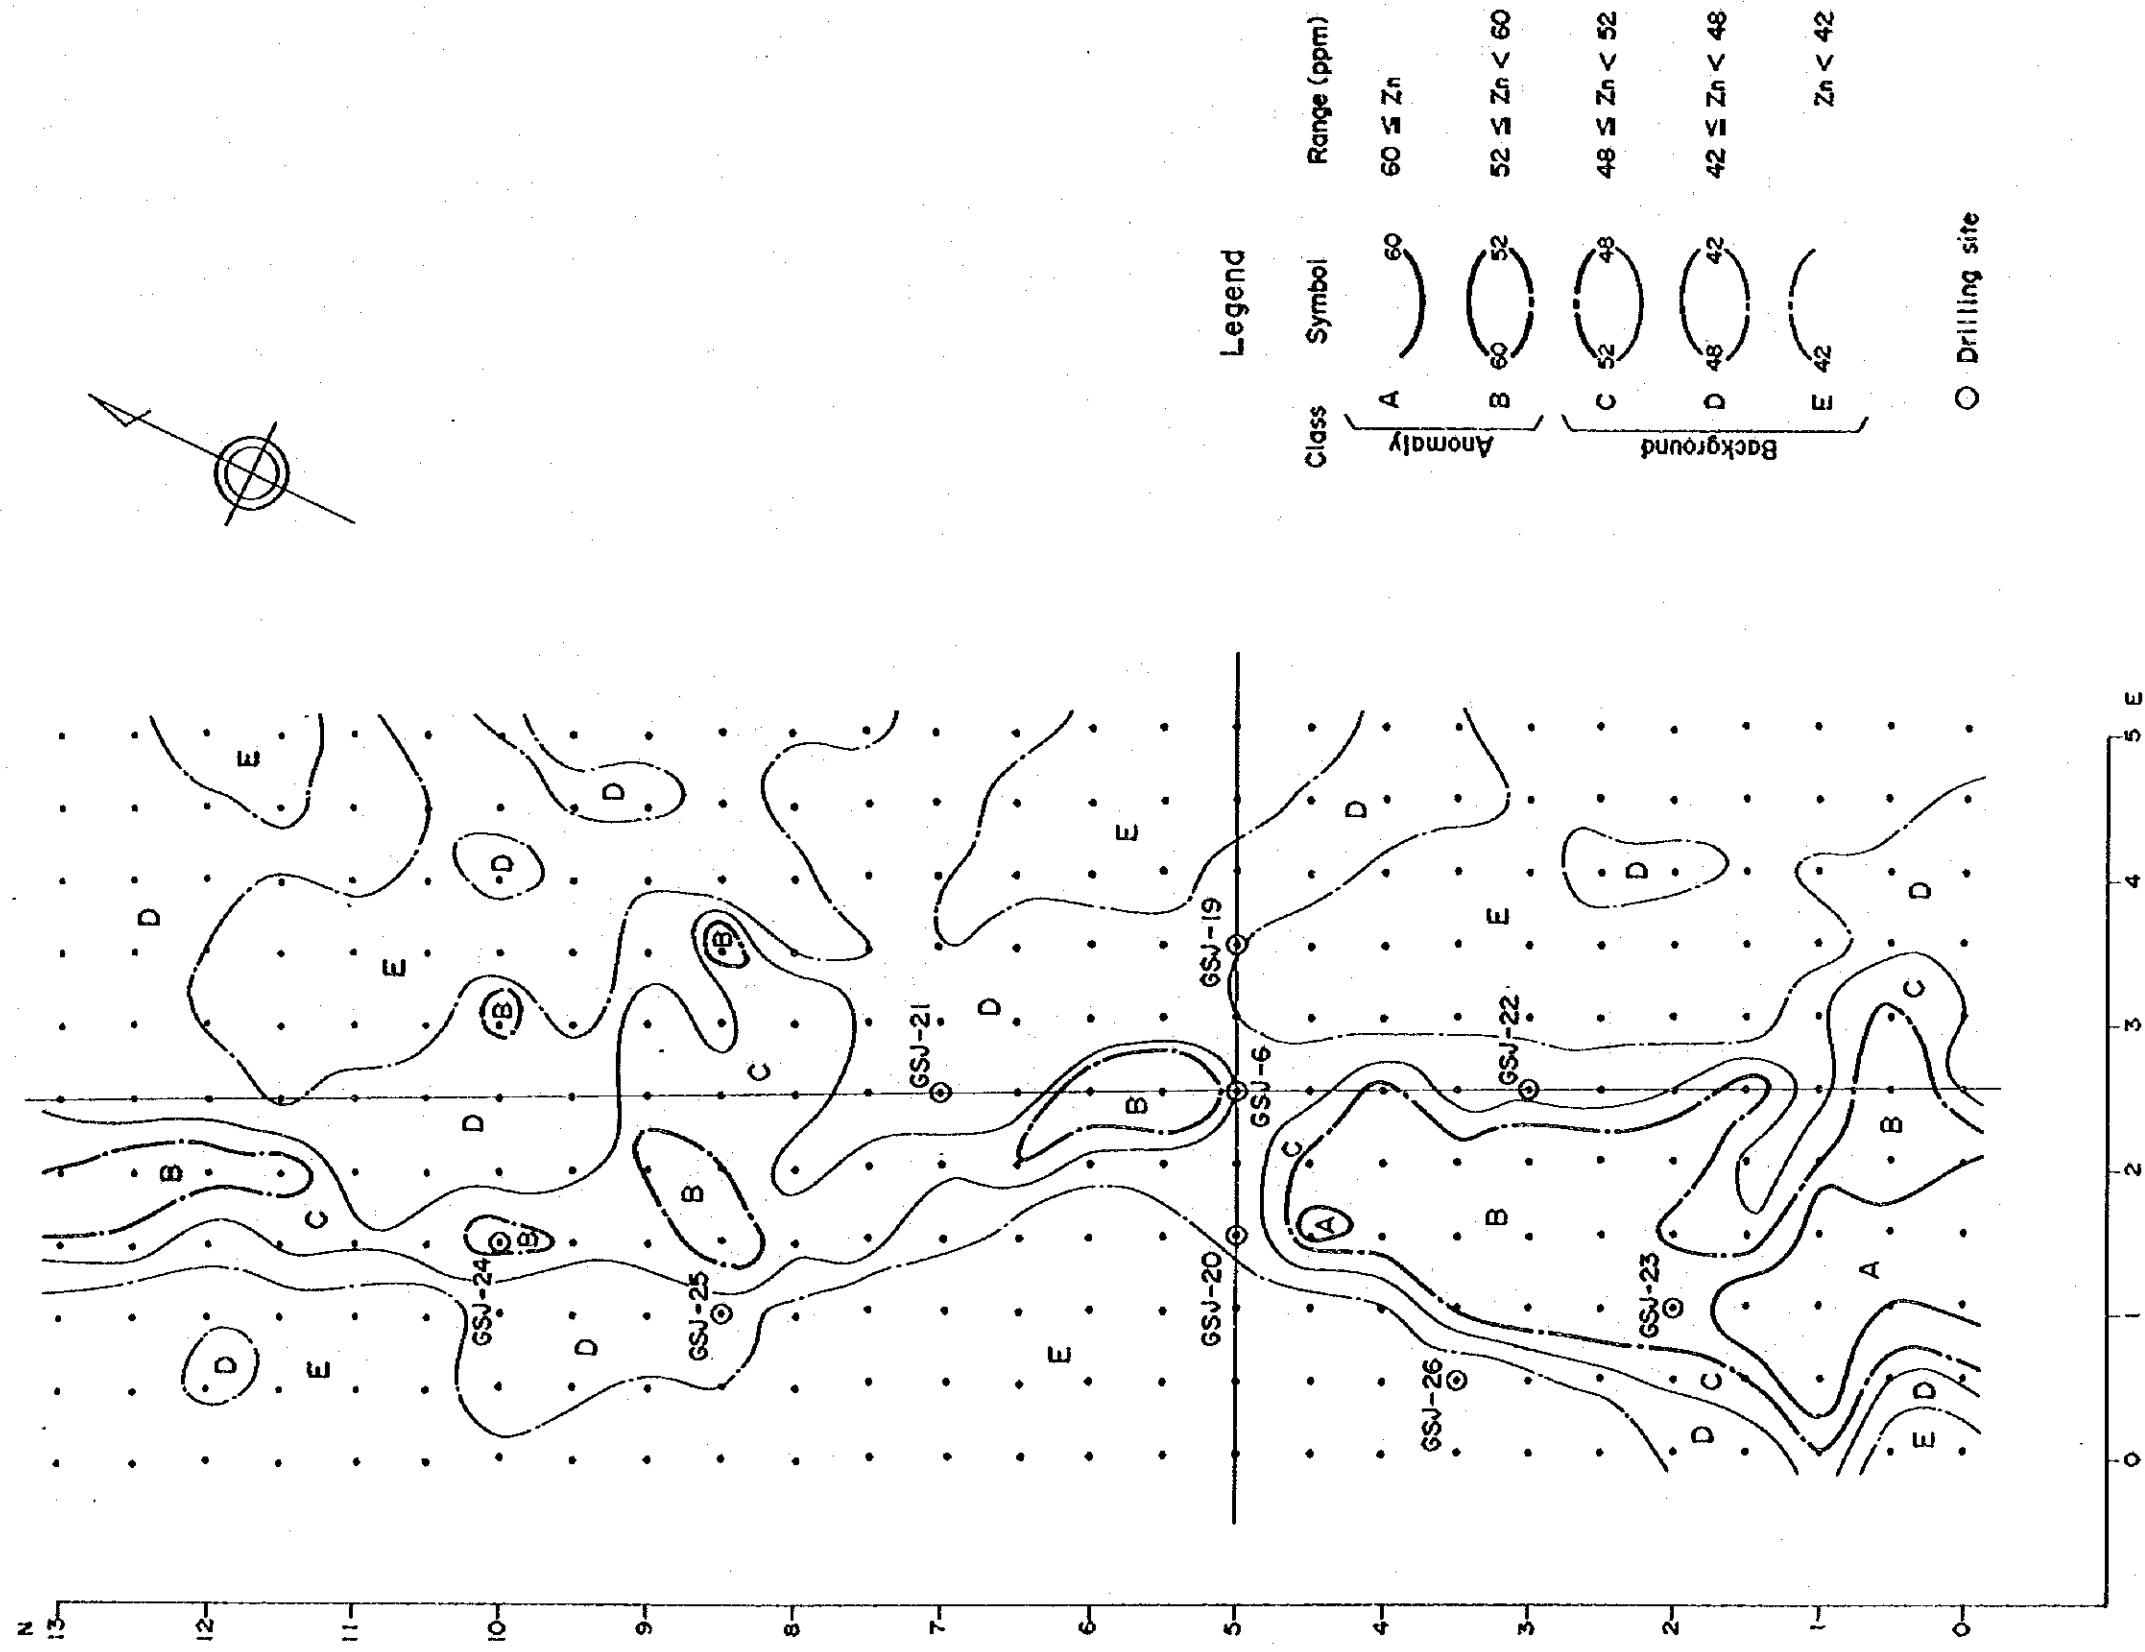 N
13
12
11
10
9
8
7
6
5
4
3
2
1
0
0
1
2
3
4
5
E
E
D
D
D
E
B
B
D
B
C
D
B
C
GSJ-24
B
GSJ-25
D
D
E
B
GSJ-21
D
E
B
E
GSJ-19
GSJ-6
GSJ-20
D
C
A
B
E
GSJ-22
D
GSJ-23
GSJ-26
C
D
A
B
C
D
D
E
Legend
Class Symbol Range (ppm)
Anomaly
A 60 60 ≦ Zn
B 60 52 52 ≦ Zn < 60
Background
C 52 48 48 ≦ Zn < 52
D 48 42 42 ≦ Zn < 48
E 42 Zn < 42
Drilling site